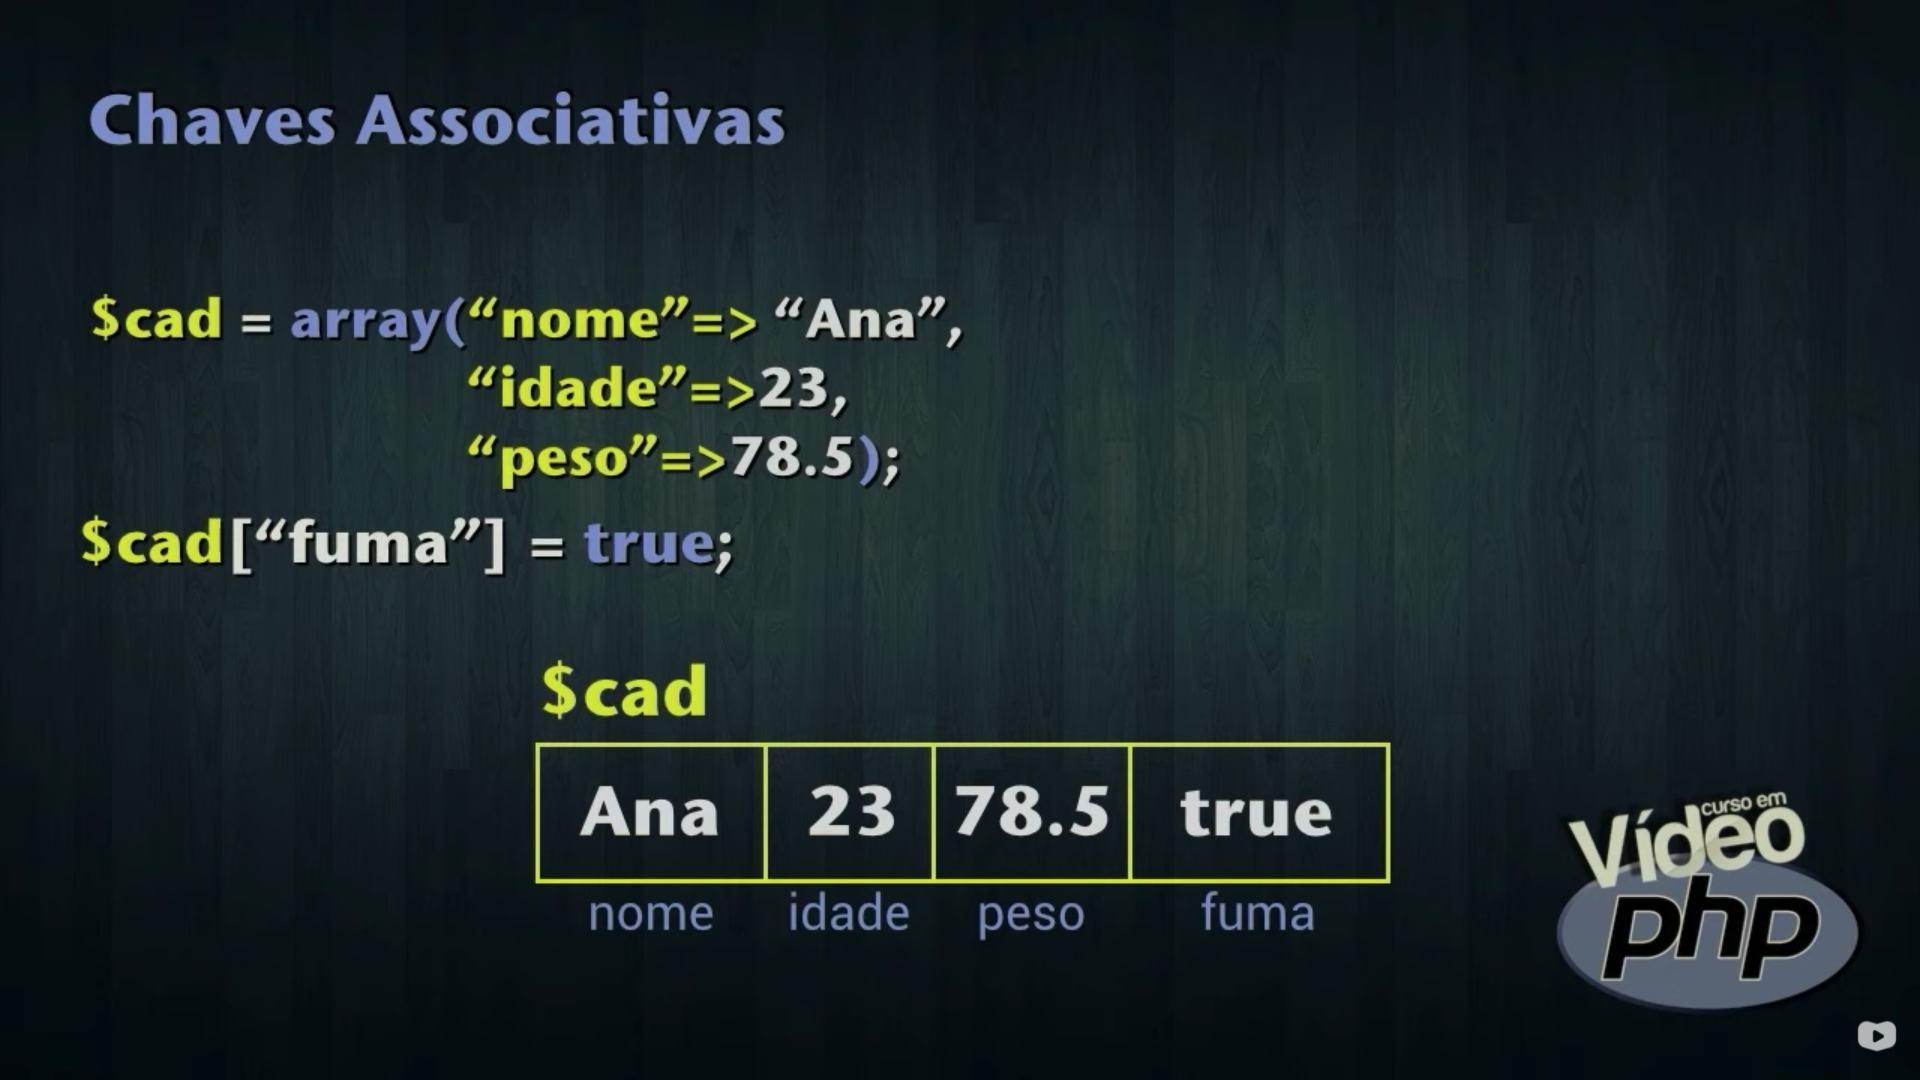 Chaves Associativas
$cad = array(“nome”=> “Ana”,
“idade”=>23,
“peso”=>78.5);
$cad[“fuma”] = true;
$cad
Ana 23 78.5 true
nome idade peso fuma
curso em
Vídeo
php